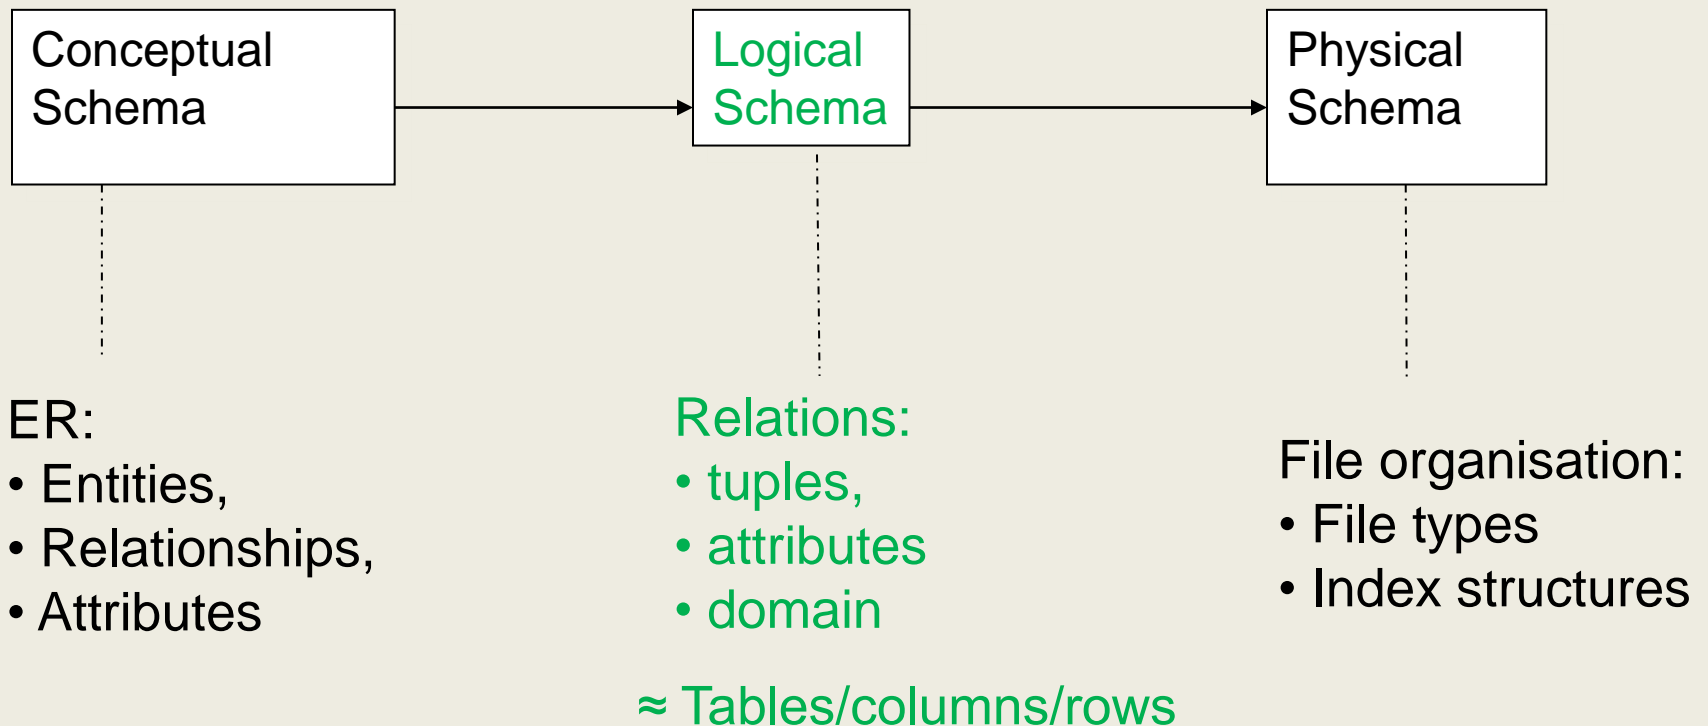 Conceptual
Schema
Logical
Schema
Physical
Schema
ER:
• Entities,
• Relationships,
• Attributes
Relations:
• tuples,
• attributes
• domain
≈ Tables/columns/rows
File organisation:
• File types
• Index structures